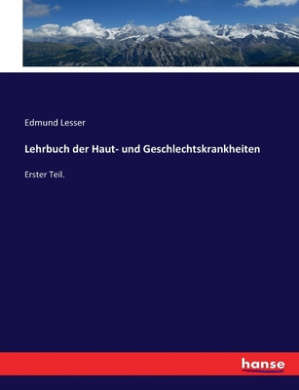 Edmund Lesser
Lehrbuch der Haut- und Geschlechtskrankheiten
Erster Teil.
hanse